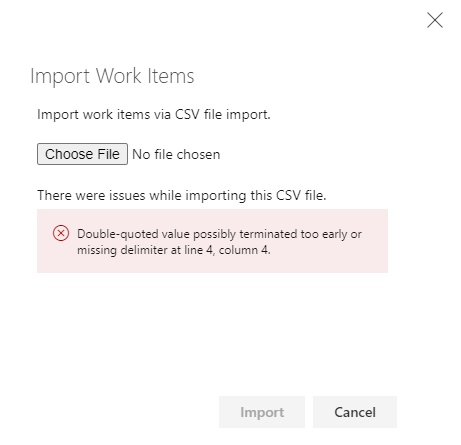 Import Work Items
Import work items via CSV file import.
Choose File No file chosen
There were issues while importing this CSV file.
Double-quoted value possibly terminated too early or
missing delimiter at line 4, column 4.
Import Cancel